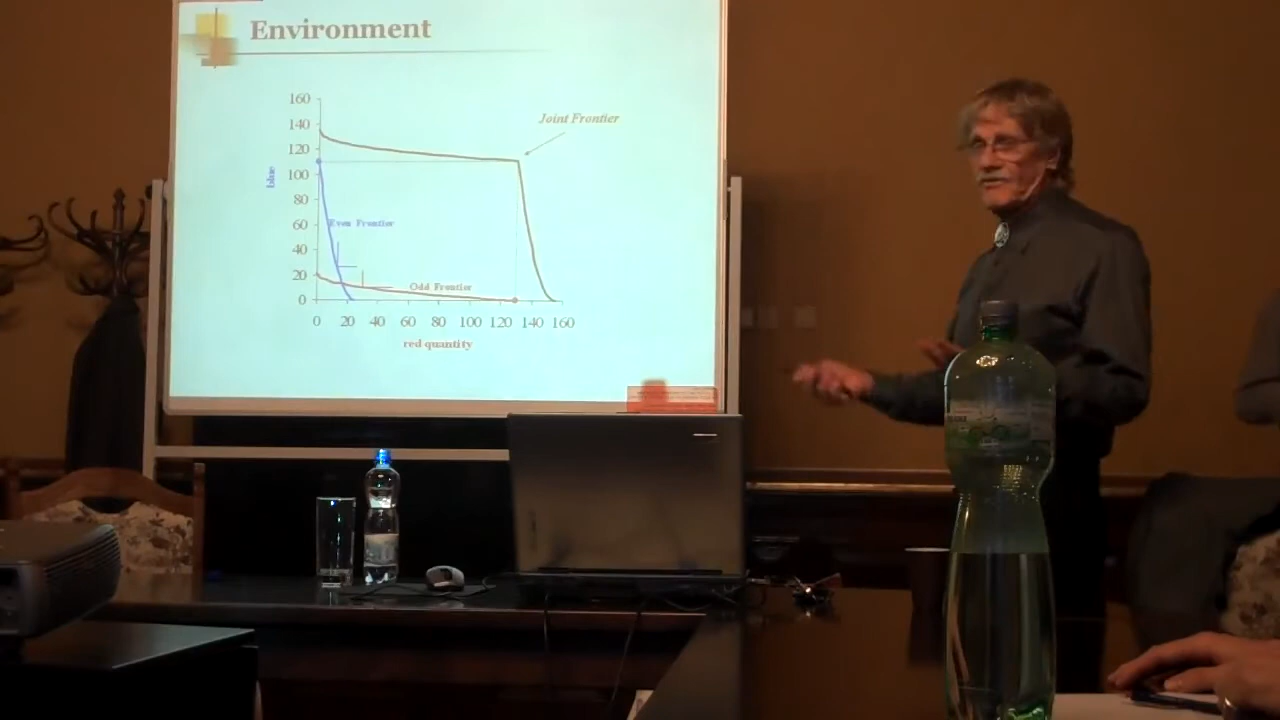 Environment
160
140
120
100
80
60
40
20
0
blue
Joint Frontier
Even Frontier
Odd Frontier
0 20 40 60 80 100 120 140 160
red quantity